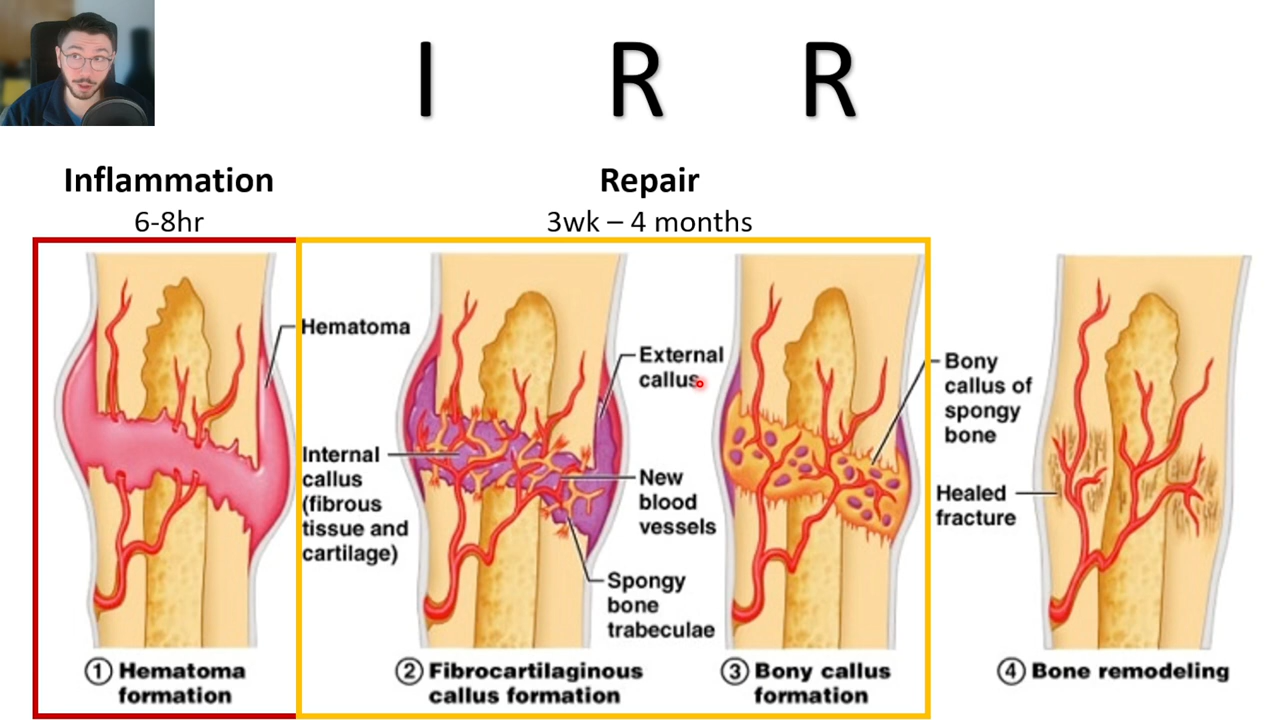 I R R
Inflammation
6-8hr
Repair
3wk – 4 months
Hematoma
Internal
callus
(fibrous
tissue and
cartilage)
External
callus
New
blood
vessels
Spongy
bone
trabeculae
Bony
callus of
spongy
bone
Healed
fracture
1 Hematoma
formation
2 Fibrocartilaginous
callus formation
3 Bony callus
formation
4 Bone remodeling